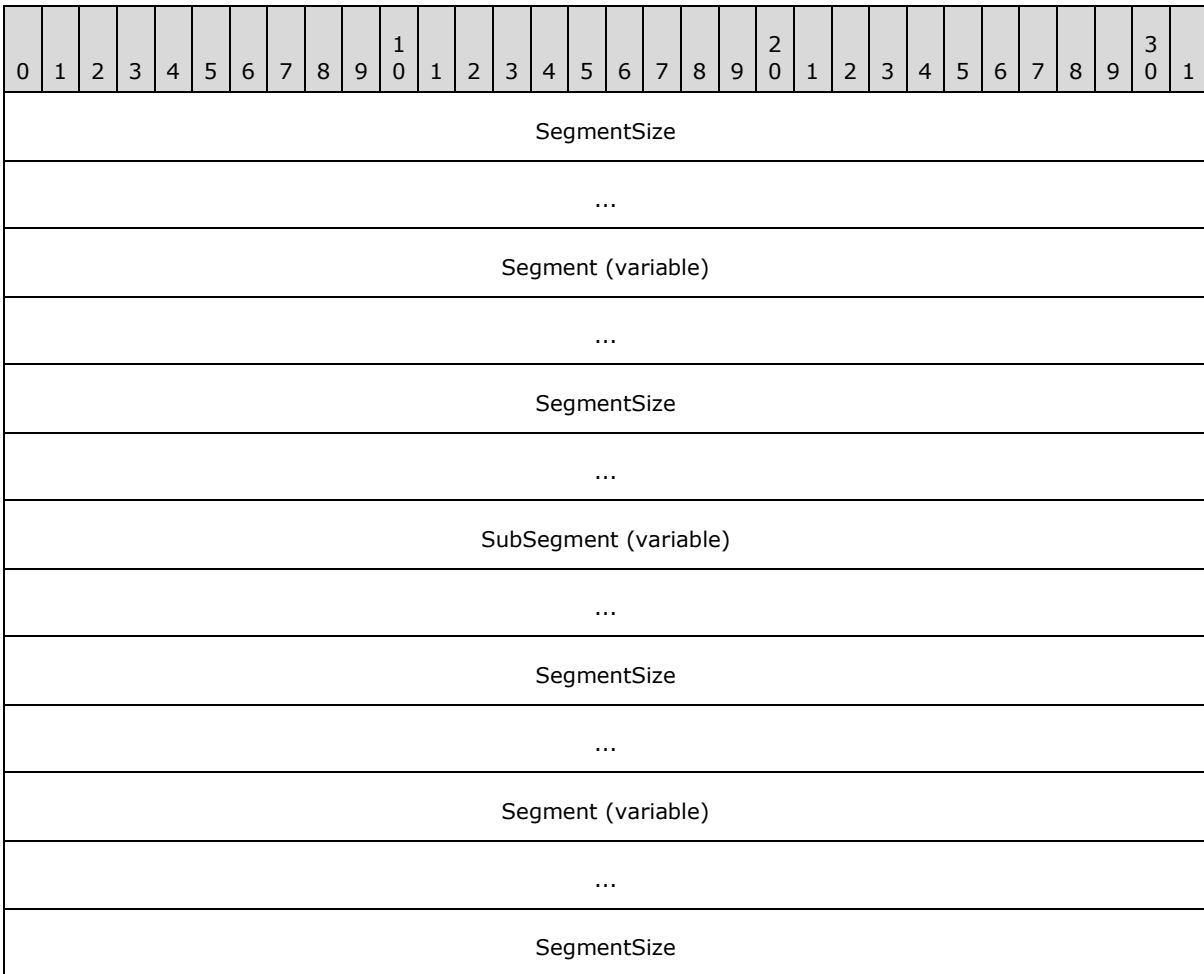 1 2 3
0 1 2 3 4 5 6 7 8 9 0 1 2 3 4 5 6 7 8 9 0 1 2 3 4 5 6 7 8 9 0 1
SegmentSize
...
Segment (variable)
...
SegmentSize
...
SubSegment (variable)
...
SegmentSize
...
Segment (variable)
...
SegmentSize